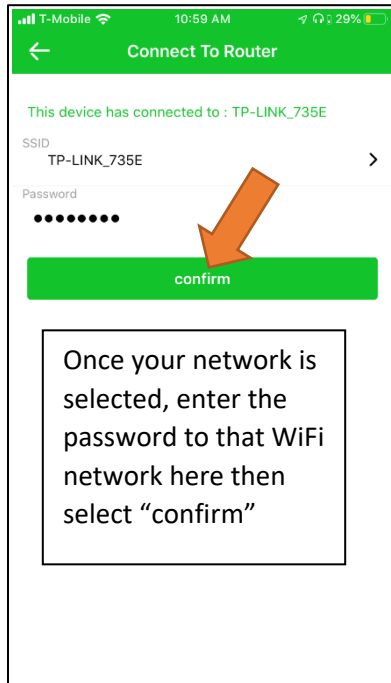 T-Mobile 10:59 AM 29%
Connect To Router
This device has connected to : TP-LINK_735E
SSID
TP-LINK_735E
Password
●●●●●●●●
confirm
Once your network is
selected, enter the
password to that WiFi
network here then
select “confirm”